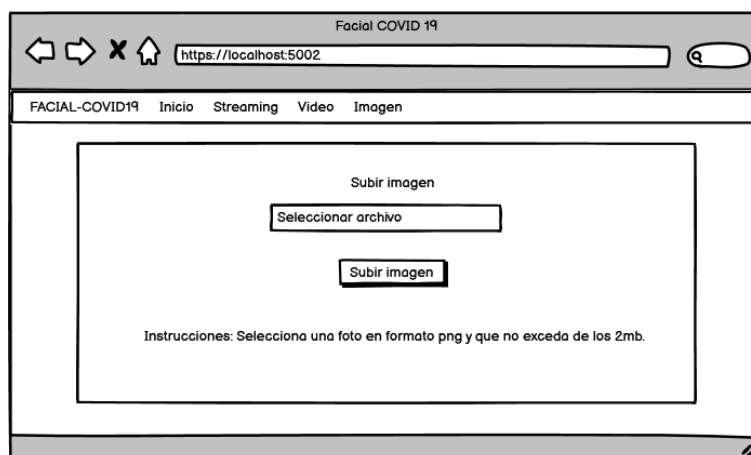 Facial COVID 19
https://localhost:5002
FACIAL-COVID19 Inicio Streaming Video Imagen
Subir imagen
Seleccionar archivo
Subir imagen
Instrucciones: Selecciona una foto en formato png y que no exceda de los 2mb.